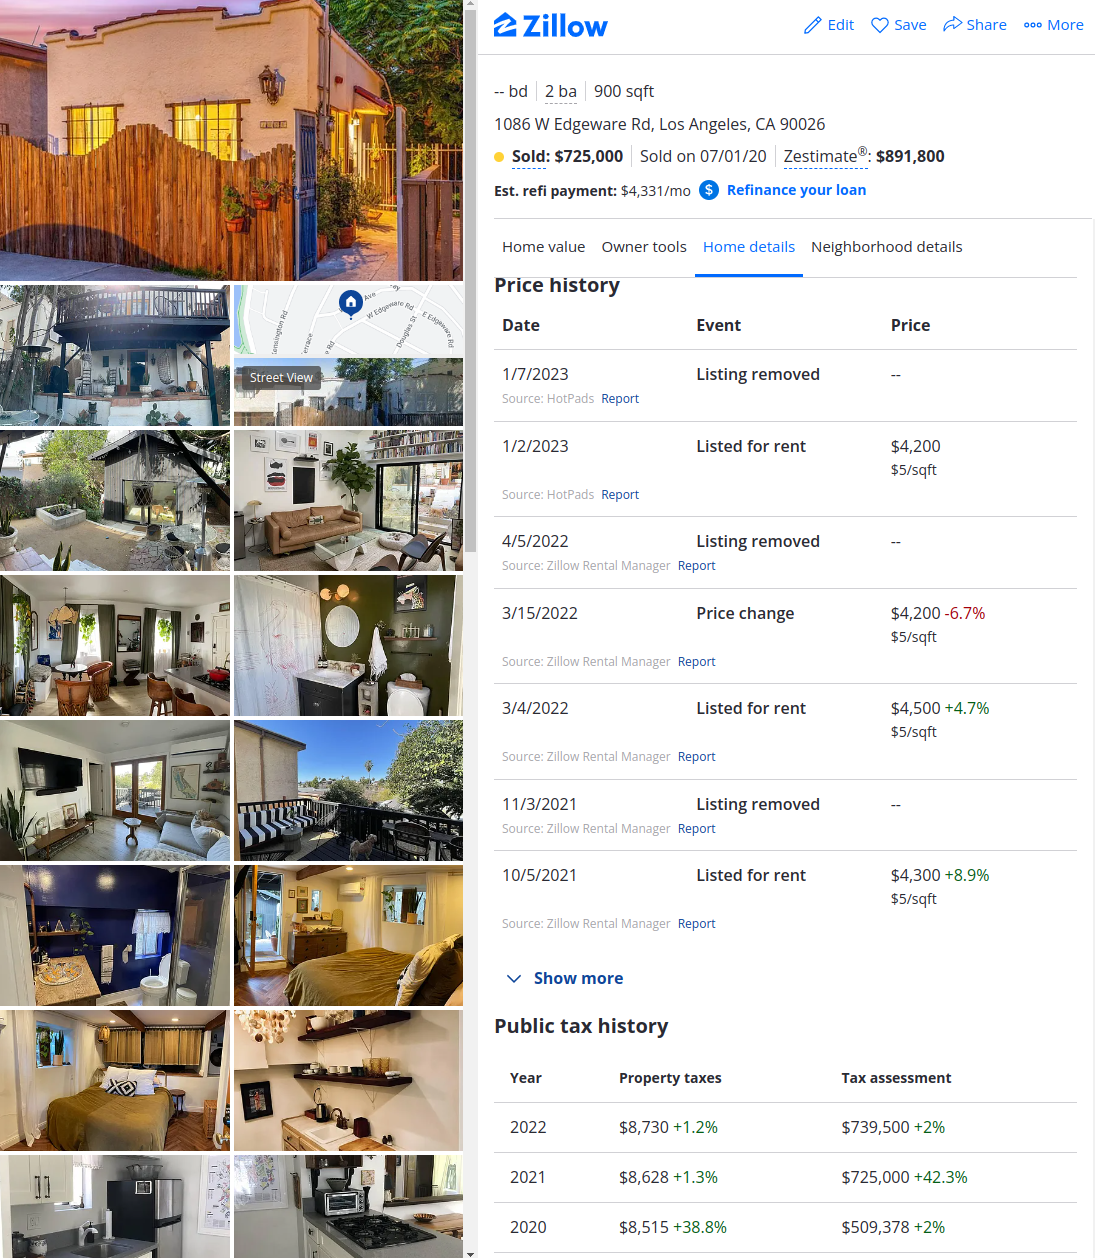 Zillow
Edit
Save
Share
More
-- bd
2 ba
900 sqft
1086 W Edgeware Rd, Los Angeles, CA 90026
Sold: $725,000
Sold on 07/01/20
Zestimate®: $891,800
Est. refi payment: $4,331/mo
$ Refinance your loan
Home value
Owner tools
Home details
Neighborhood details
Price history
Date Event Price
1/7/2023 Listing removed --
Source: HotPads Report
1/2/2023 Listed for rent $4,200
$5/sqft
Source: HotPads Report
4/5/2022 Listing removed --
Source: Zillow Rental Manager Report
3/15/2022 Price change $4,200 -6.7%
$5/sqft
Source: Zillow Rental Manager Report
3/4/2022 Listed for rent $4,500 +4.7%
$5/sqft
Source: Zillow Rental Manager Report
11/3/2021 Listing removed --
Source: Zillow Rental Manager Report
10/5/2021 Listed for rent $4,300 +8.9%
$5/sqft
Source: Zillow Rental Manager Report
Show more
Public tax history
Year Property taxes Tax assessment
2022 $8,730 +1.2% $739,500 +2%
2021 $8,628 +1.3% $725,000 +42.3%
2020 $8,515 +38.8% $509,378 +2%
Ave
W Edgeware Rd
E Edgeware Rd
Douglas St
Rd
Street View